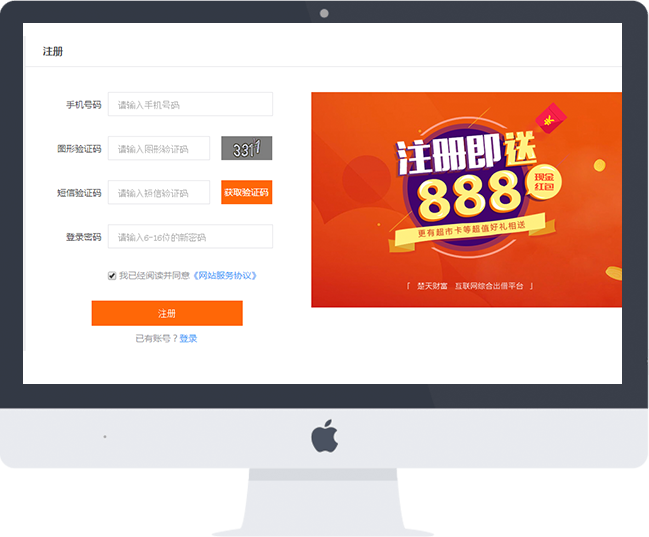 注册
手机号码 请输入手机号码
图形验证码 请输入图形验证码 3311
短信验证码 请输入短信验证码 获取验证码
登录密码 请输入6-16位的新密码
我已经阅读并同意《网站服务协议》
注册
已有账号？登录
注册即送
888
现金
红包
更有超市卡等超值好礼相送
「 楚天财富 互联网综合出借平台 」